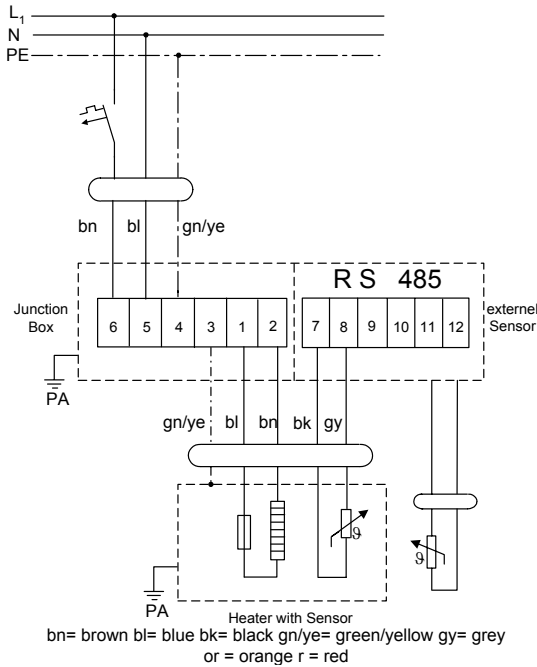 L1
N
PE
bn bl gn/ye
R S 485
Junction
Box
6 5 4 3 1 2 7 8 9 10 11 12
externel
Sensor
PA
gn/ye bl bn bk gy
ϑ
ϑ
PA
Heater with Sensor
bn= brown bl= blue bk= black gn/ye= green/yellow gy= grey
or = orange r = red